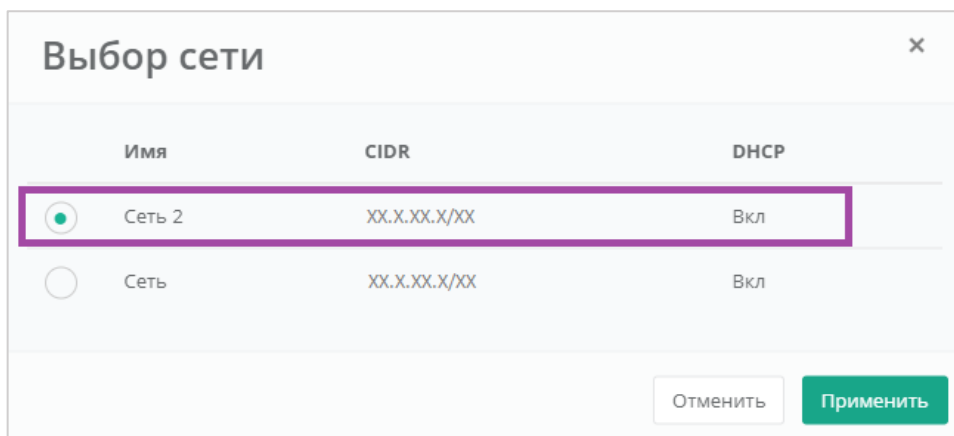 Выбор сети ×
Имя CIDR DHCP
Сеть 2 XX.X.XX.X/XX Вкл
Сеть XX.X.XX.X/XX Вкл
Отменить Применить